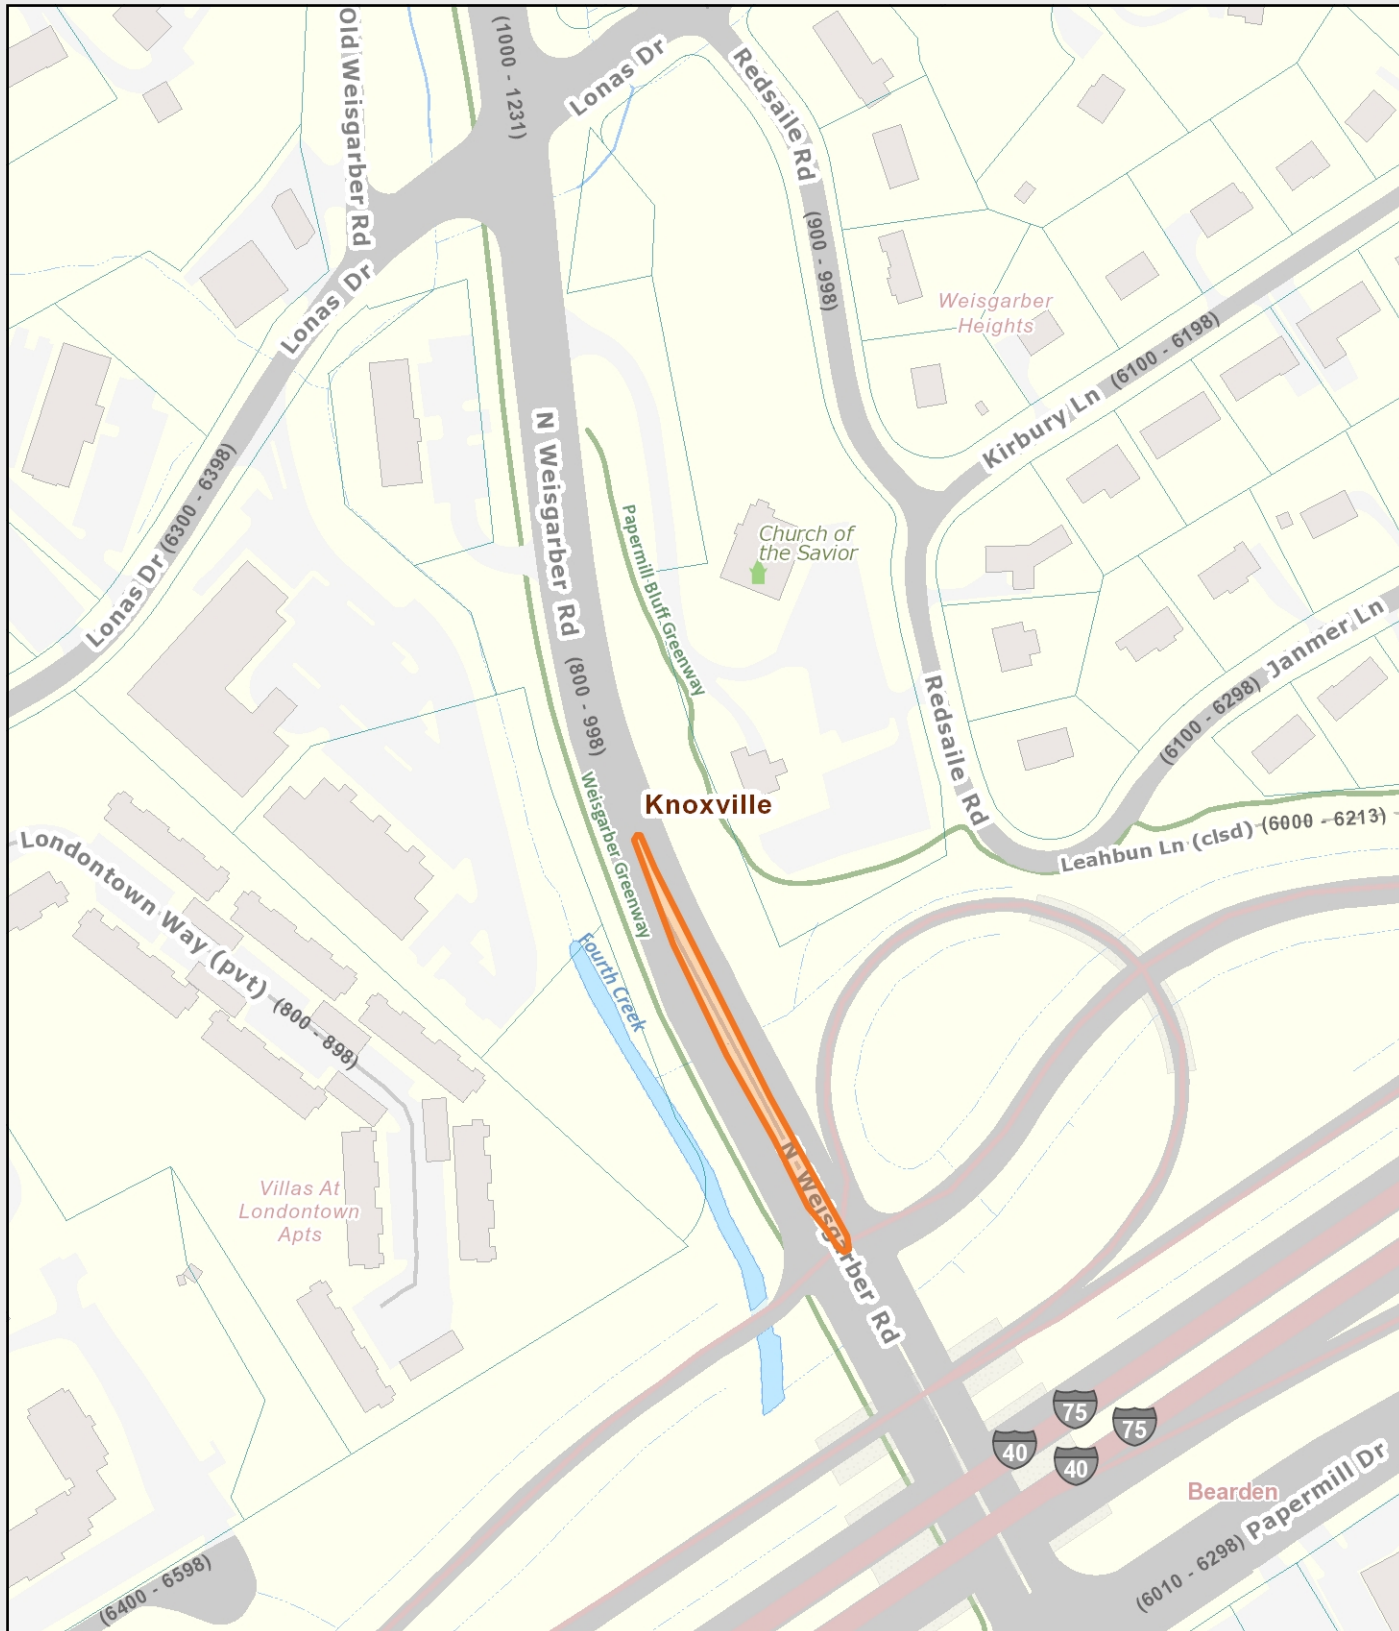 Old Weisgarber Rd
(1000 - 1231)
Lonas Dr
Redsaile Rd
(900 - 998)
Lonas Dr
Weisgarber
Heights
(6100 - 6198)
Kirbury Ln
N Weisgarber Rd
Lonas Dr
(6300 - 6398)
Papermill Bluff Greenway
Church of
the Savior
Janmer Ln
(6100 - 6298)
(800 - 998)
Redsaile Rd
Weisgarber Greenway
Knoxville
Leahbun Ln (clsd)
(6000 - 6213)
Londontown Way (pvt)
(800 - 898)
Fourth Creek
N Weisgarber Rd
Villas At
Londontown
Apts
75
75
40
40
Bearden
Papermill Dr
(6010 - 6298)
(6400 - 6598)